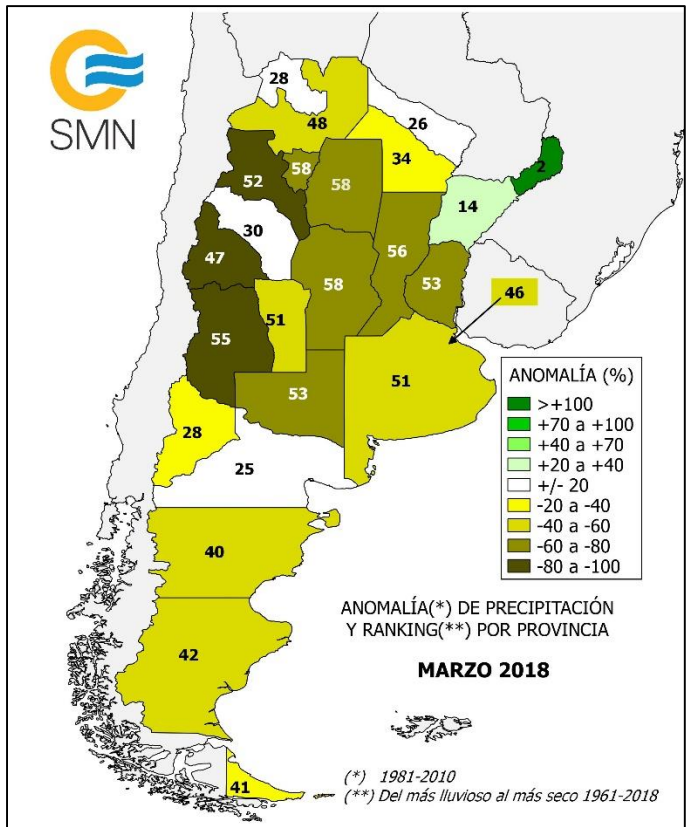 SMN
28
48
26
34
58
58
52
2
14
30
56
47
58
53
46
51
55
51
53
28
25
40
42
41
ANOMALÍA (%)
>+100
+70 a +100
+40 a +70
+20 a +40
+/- 20
-20 a -40
-40 a -60
-60 a -80
-80 a -100
ANOMALÍA(*) DE PRECIPITACIÓN
Y RANKING(**) POR PROVINCIA
MARZO 2018
(*) 1981-2010
(**) Del más lluvioso al más seco 1961-2018